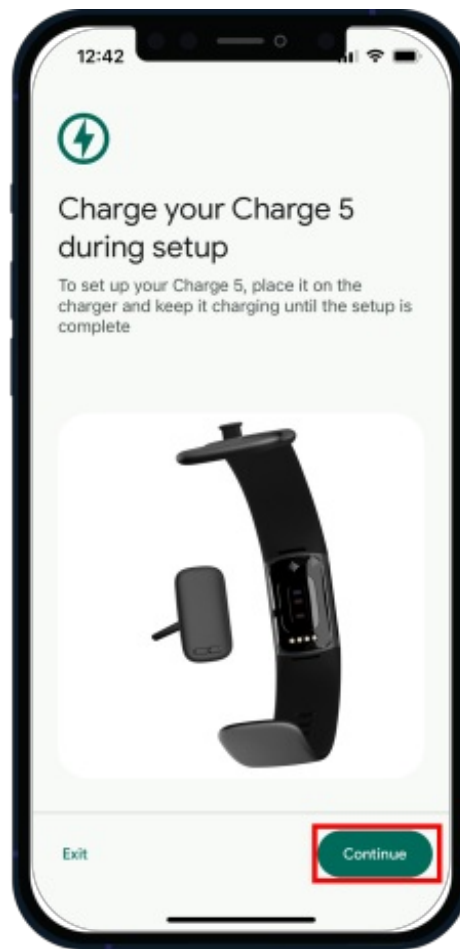 12:42
Charge your Charge 5
during setup
To set up your Charge 5, place it on the
charger and keep it charging until the setup is
complete
Exit
Continue